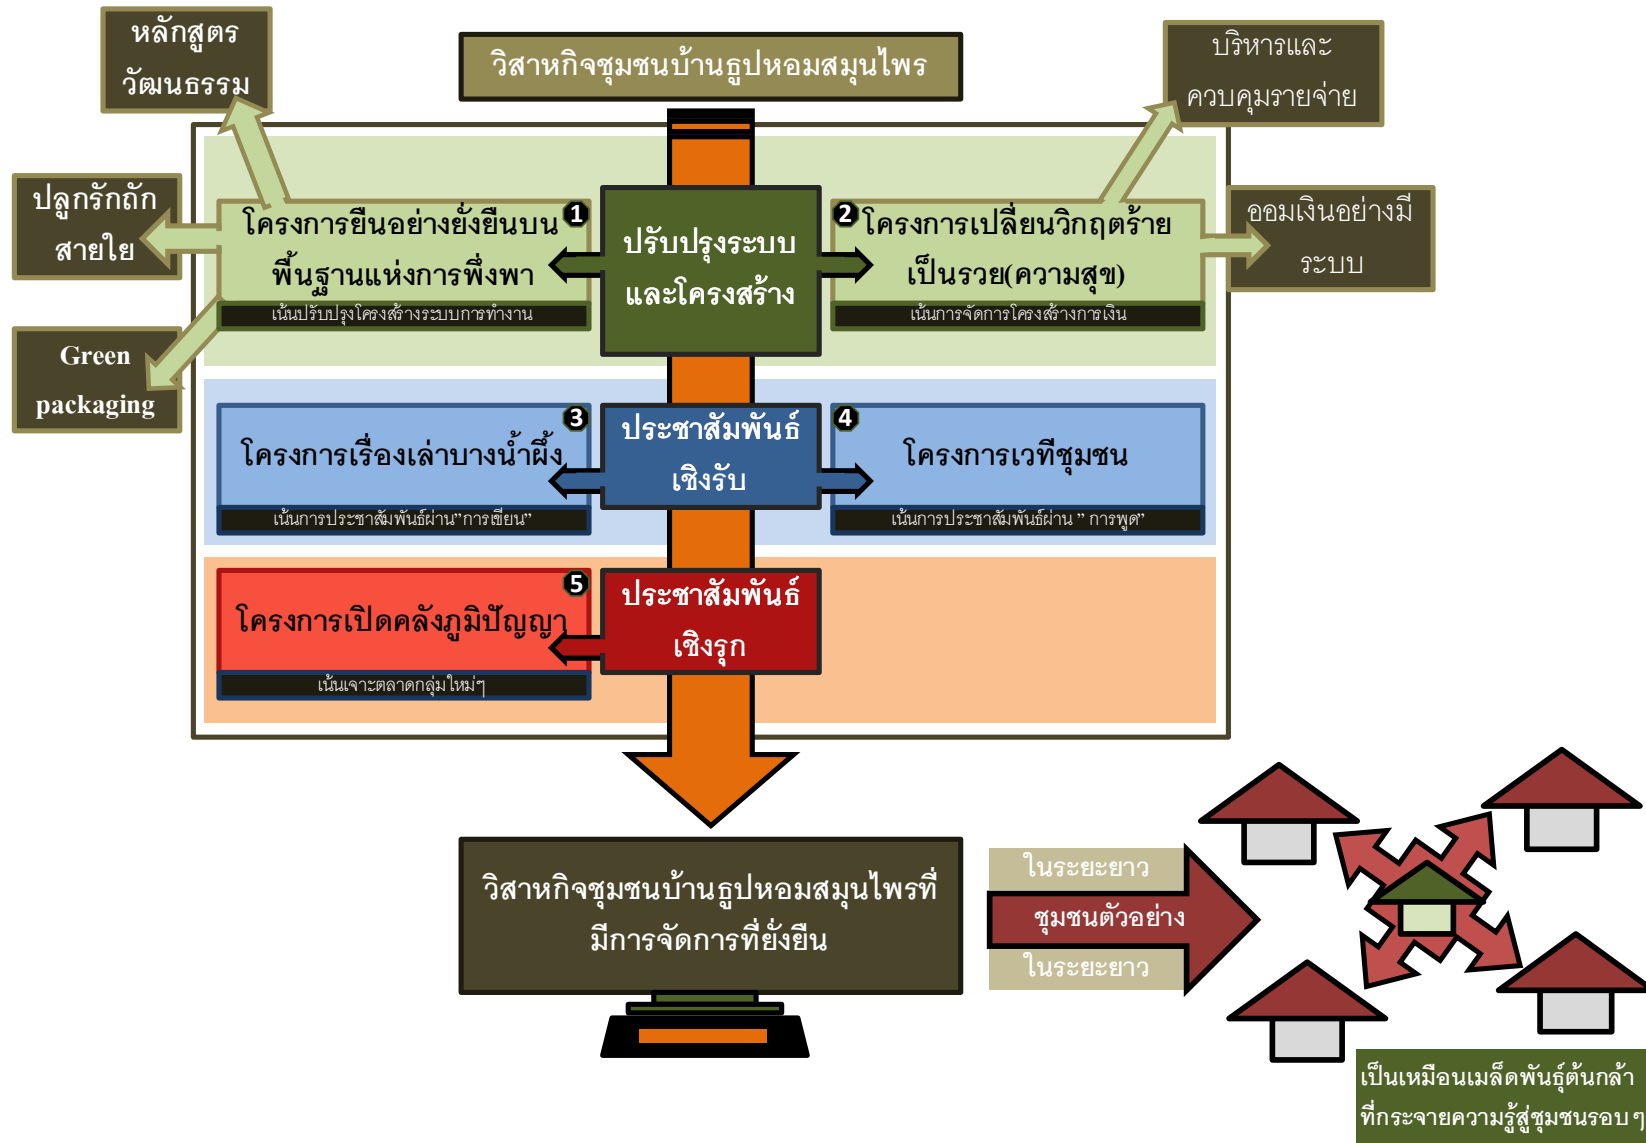 หลักสูตร
วัฒนธรรม
วิสาหกิจชุมชนบ้านธูปหอมสมุนไพร
บริหารและ
ควบคุมรายจ่าย
ปลูกรักถัก
สายใย
1
โครงการยืนอย่างยั่งยืนบน
พื้นฐานแห่งการพึ่งพา
เน้นปรับปรุงโครงสร้างระบบการทำงาน
ปรับปรุงระบบ
และโครงสร้าง
2
โครงการเปลี่ยนวิกฤตร้าย
เป็นรวย(ความสุข)
เน้นการจัดการโครงสร้างการเงิน
ออมเงินอย่างมี
ระบบ
Green
packaging
3
โครงการเรื่องเล่าบางน้ำผึ้ง
เน้นการประชาสัมพันธ์ผ่าน”การเขียน”
ประชาสัมพันธ์
เชิงรับ
4
โครงการเวทีชุมชน
เน้นการประชาสัมพันธ์ผ่าน ” การพูด”
5
โครงการเปิดคลังภูมิปัญญา
เน้นเจาะตลาดกลุ่มใหม่ๆ
ประชาสัมพันธ์
เชิงรุก
วิสาหกิจชุมชนบ้านธูปหอมสมุนไพรที่
มีการจัดการที่ยั่งยืน
ในระยะยาว
ชุมชนตัวอย่าง
ในระยะยาว
เป็นเหมือนเมล็ดพันธุ์ต้นกล้า
ที่กระจายความรู้สู่ชุมชนรอบๆ